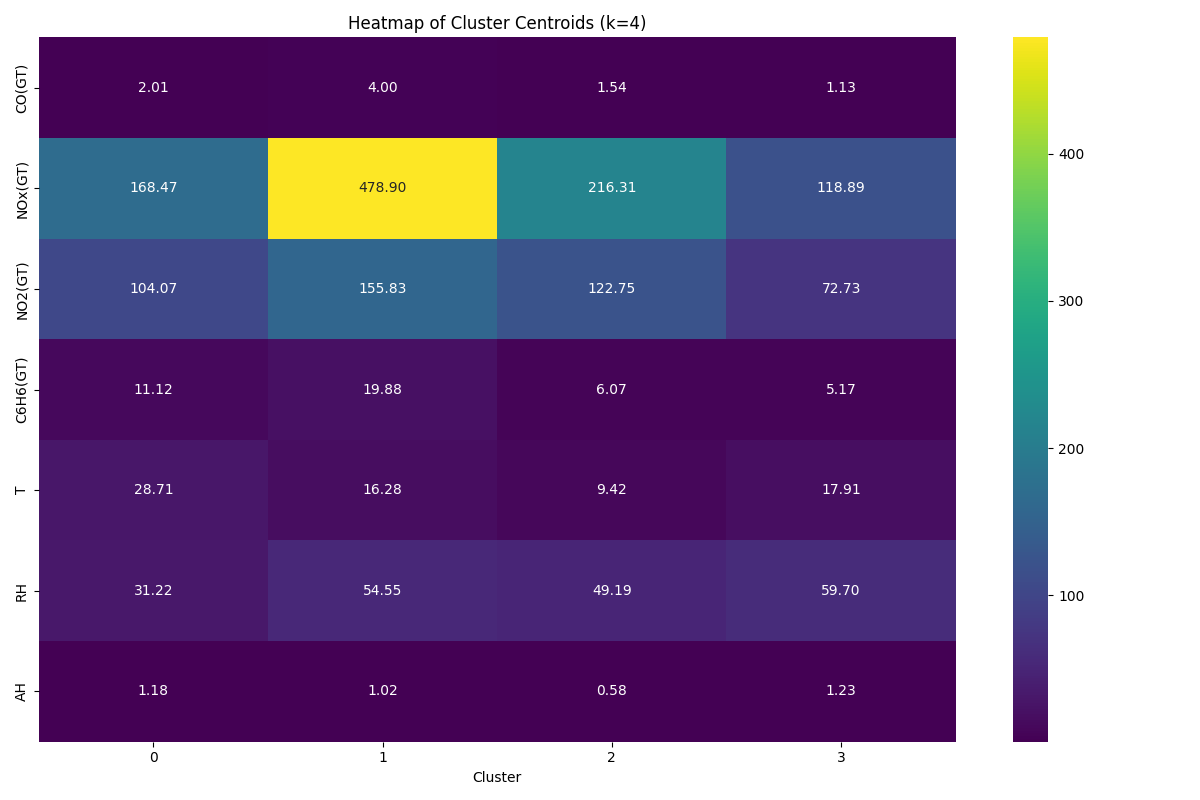 Heatmap of Cluster Centroids (k=4)
CO(GT) 2.01 4.00 1.54 1.13
NOx(GT) 168.47 478.90 216.31 118.89
NO2(GT) 104.07 155.83 122.75 72.73
C6H6(GT) 11.12 19.88 6.07 5.17
T 28.71 16.28 9.42 17.91
RH 31.22 54.55 49.19 59.70
AH 1.18 1.02 0.58 1.23
0 1 2 3
Cluster
400
300
200
100